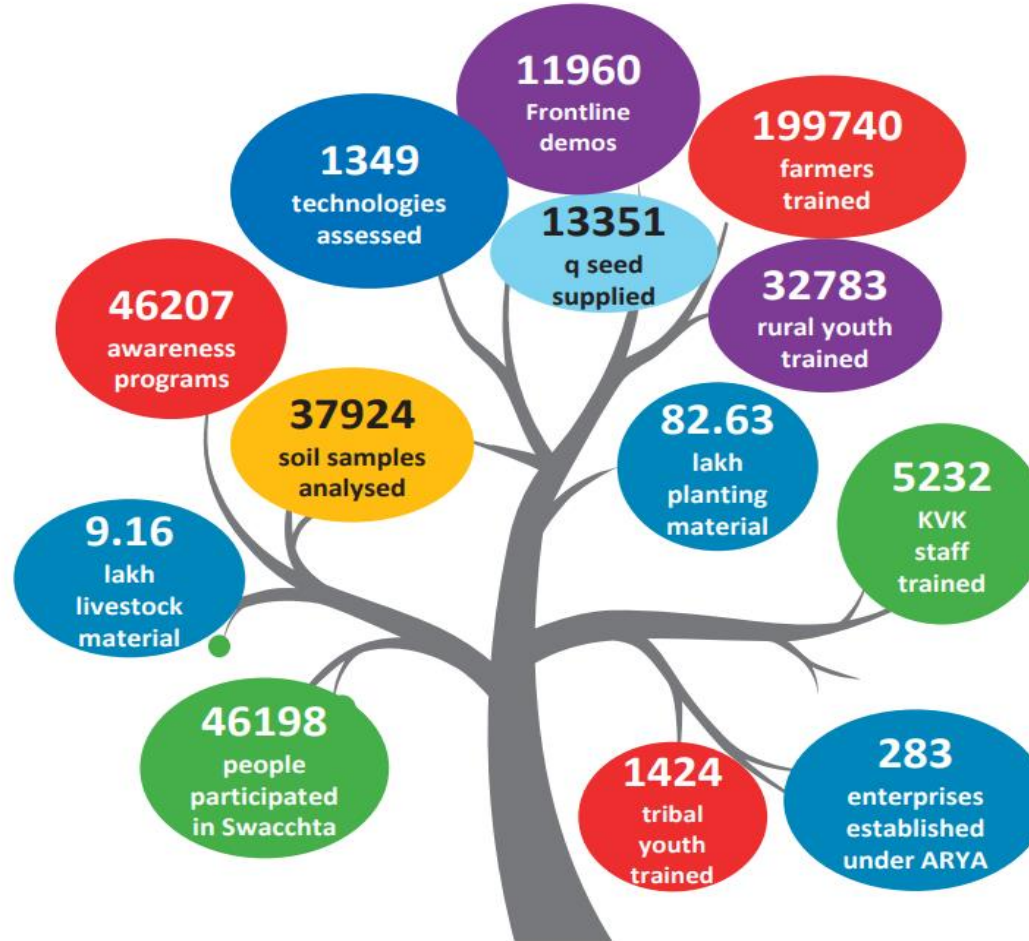 11960
Frontline
demos
199740
farmers
trained
1349
technologies
assessed
13351
q seed
supplied
32783
rural youth
trained
46207
awareness
programs
37924
soil samples
analysed
82.63
lakh
planting
material
5232
KVK
staff
trained
9.16
lakh
livestock
material
46198
people
participated
in Swacchta
1424
tribal
youth
trained
283
enterprises
established
under ARYA